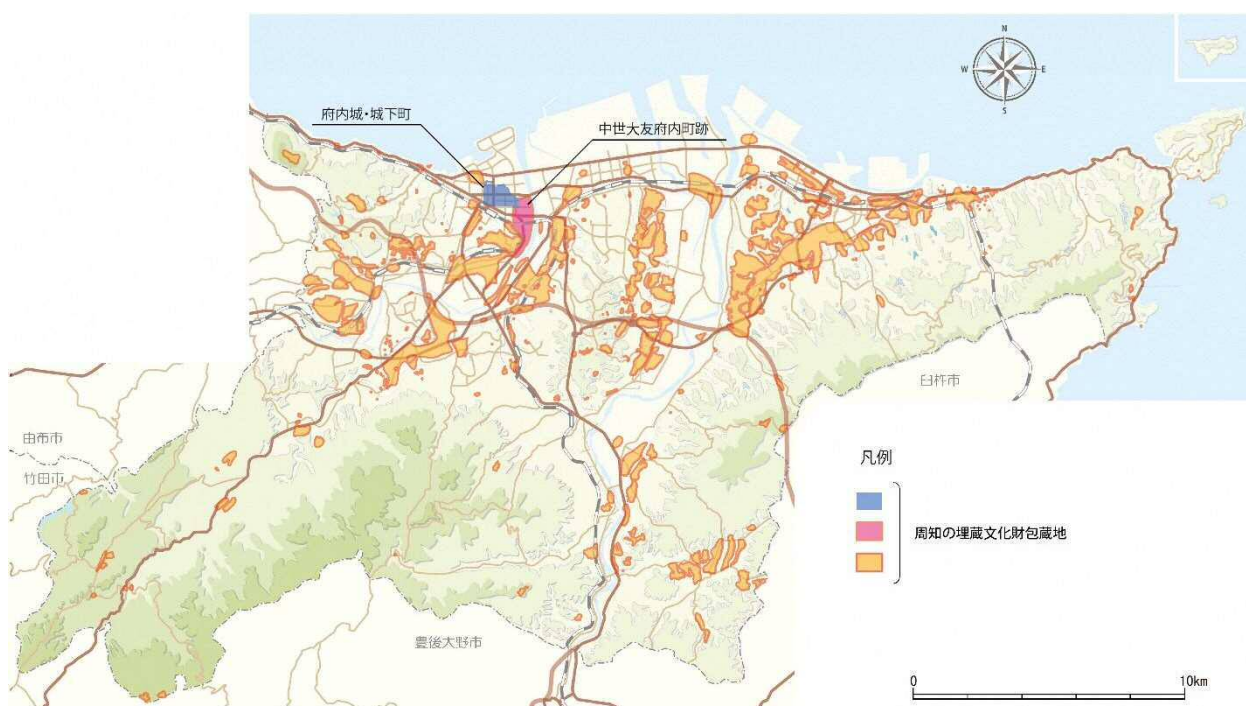 N
W
E
S
府内城・城下町
中世大友府内町跡
臼杵市
由布市
竹田市
豊後大野市
凡例
周知の埋蔵文化財包蔵地
0
10km